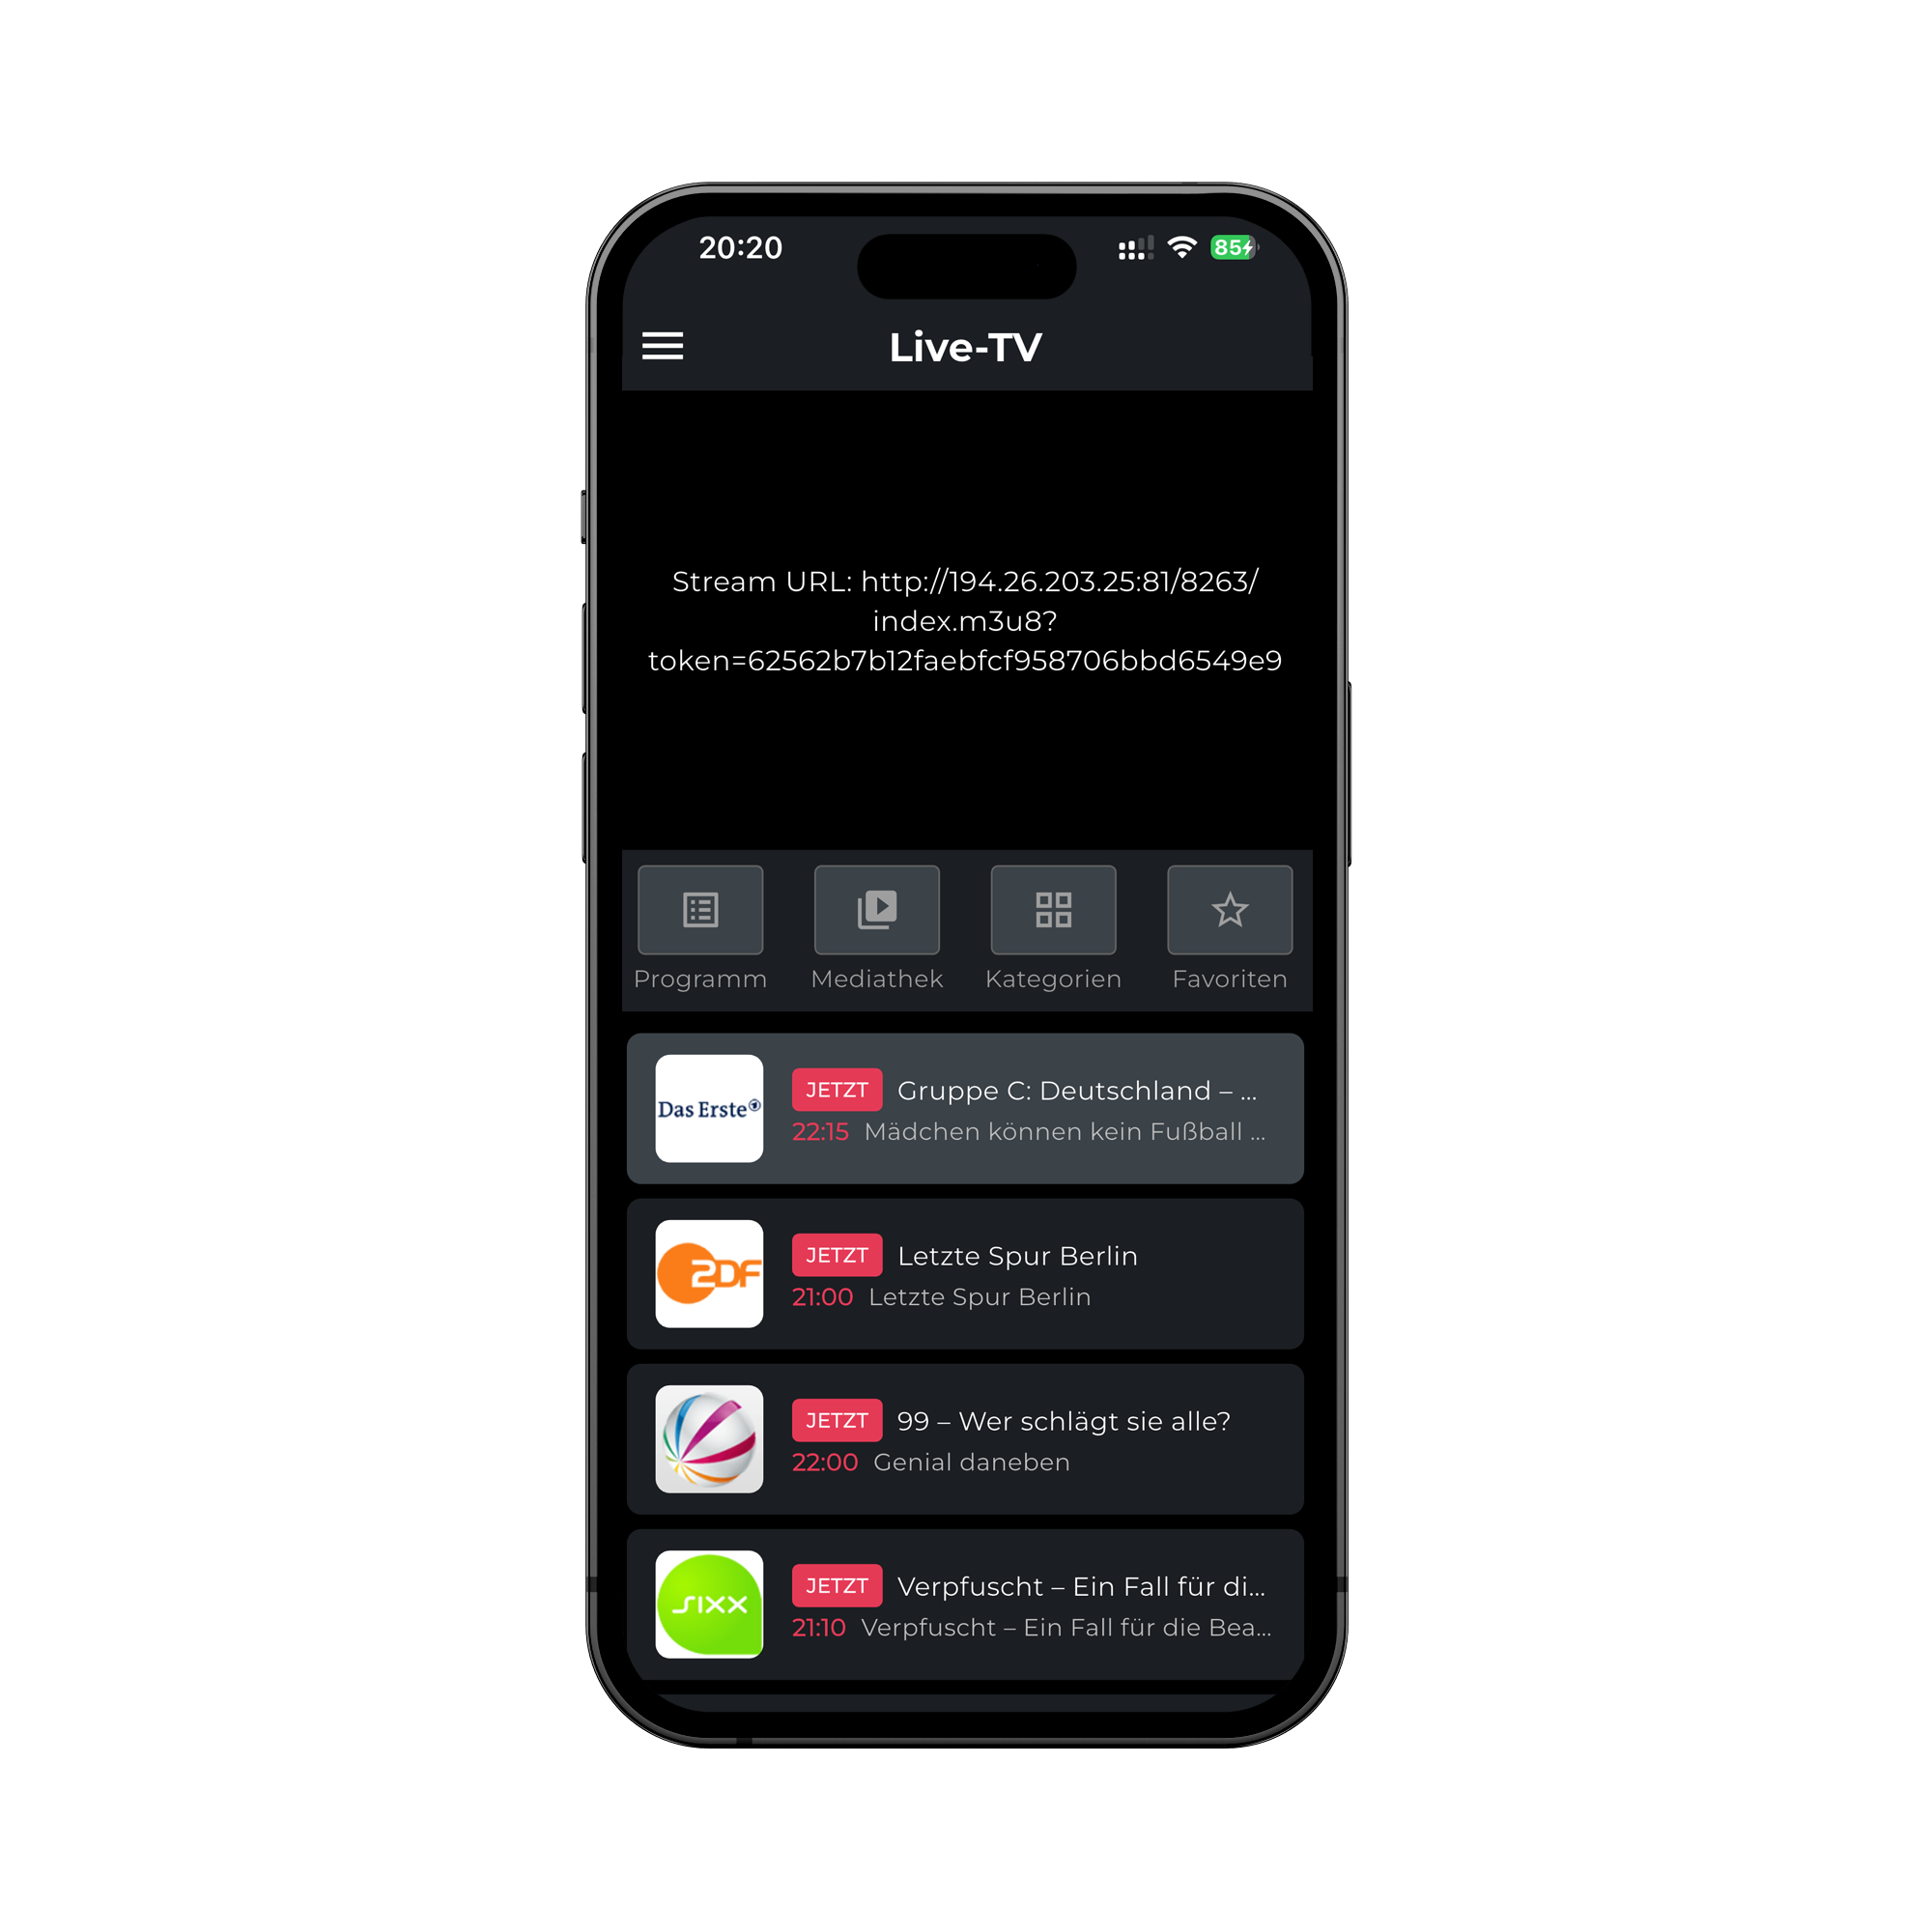 20:20
85
Live-TV
Stream URL: http://194.26.203.25:81/8263/
index.m3u8?
token=62562b7b12faebfcf958706bbd6549e9
Programm Mediathek Kategorien Favoriten
Das Erste
JETZT Gruppe C: Deutschland – ...
22:15 Mädchen können kein Fußball ...
ZDF
JETZT Letzte Spur Berlin
21:00 Letzte Spur Berlin
JETZT 99 – Wer schlägt sie alle?
22:00 Genial daneben
sixx
JETZT Verpfuscht – Ein Fall für di...
21:10 Verpfuscht – Ein Fall für die Bea...